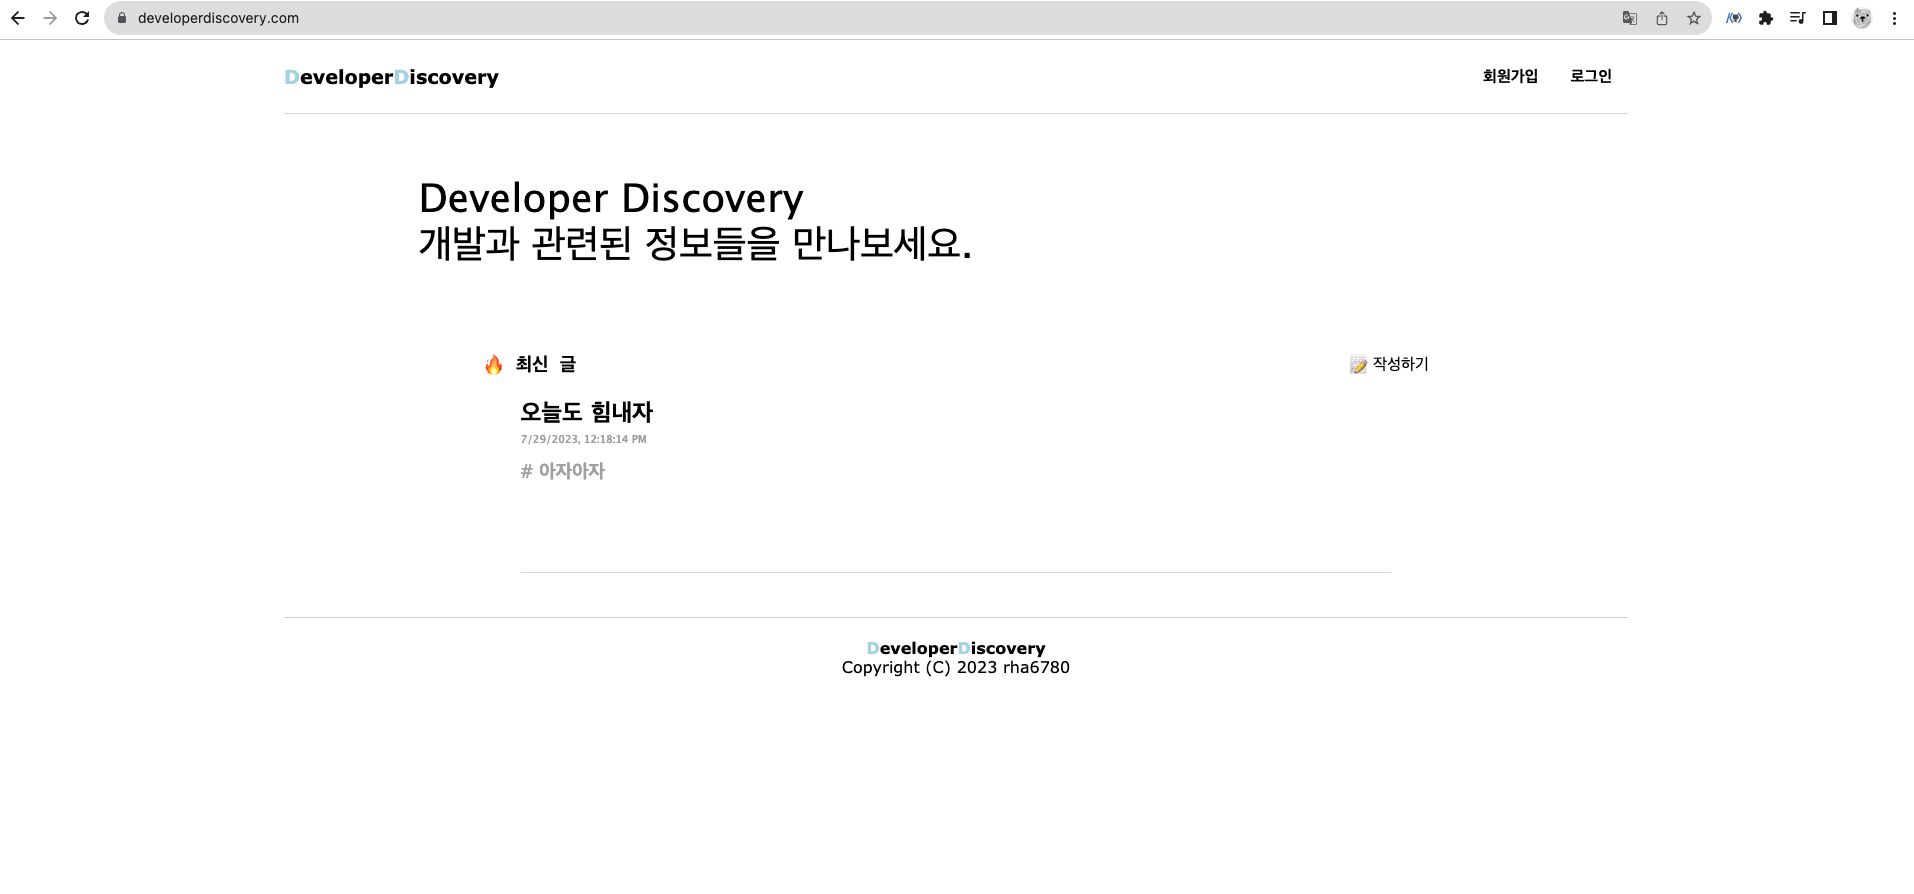 developerdiscovery.com
DeveloperDiscovery
회원가입 로그인
Developer Discovery
개발과 관련된 정보들을 만나보세요.
🔥 최신 글
📝 작성하기
오늘도 힘내자
7/29/2023, 12:18:14 PM
# 아자아자
DeveloperDiscovery
Copyright (C) 2023 rha6780